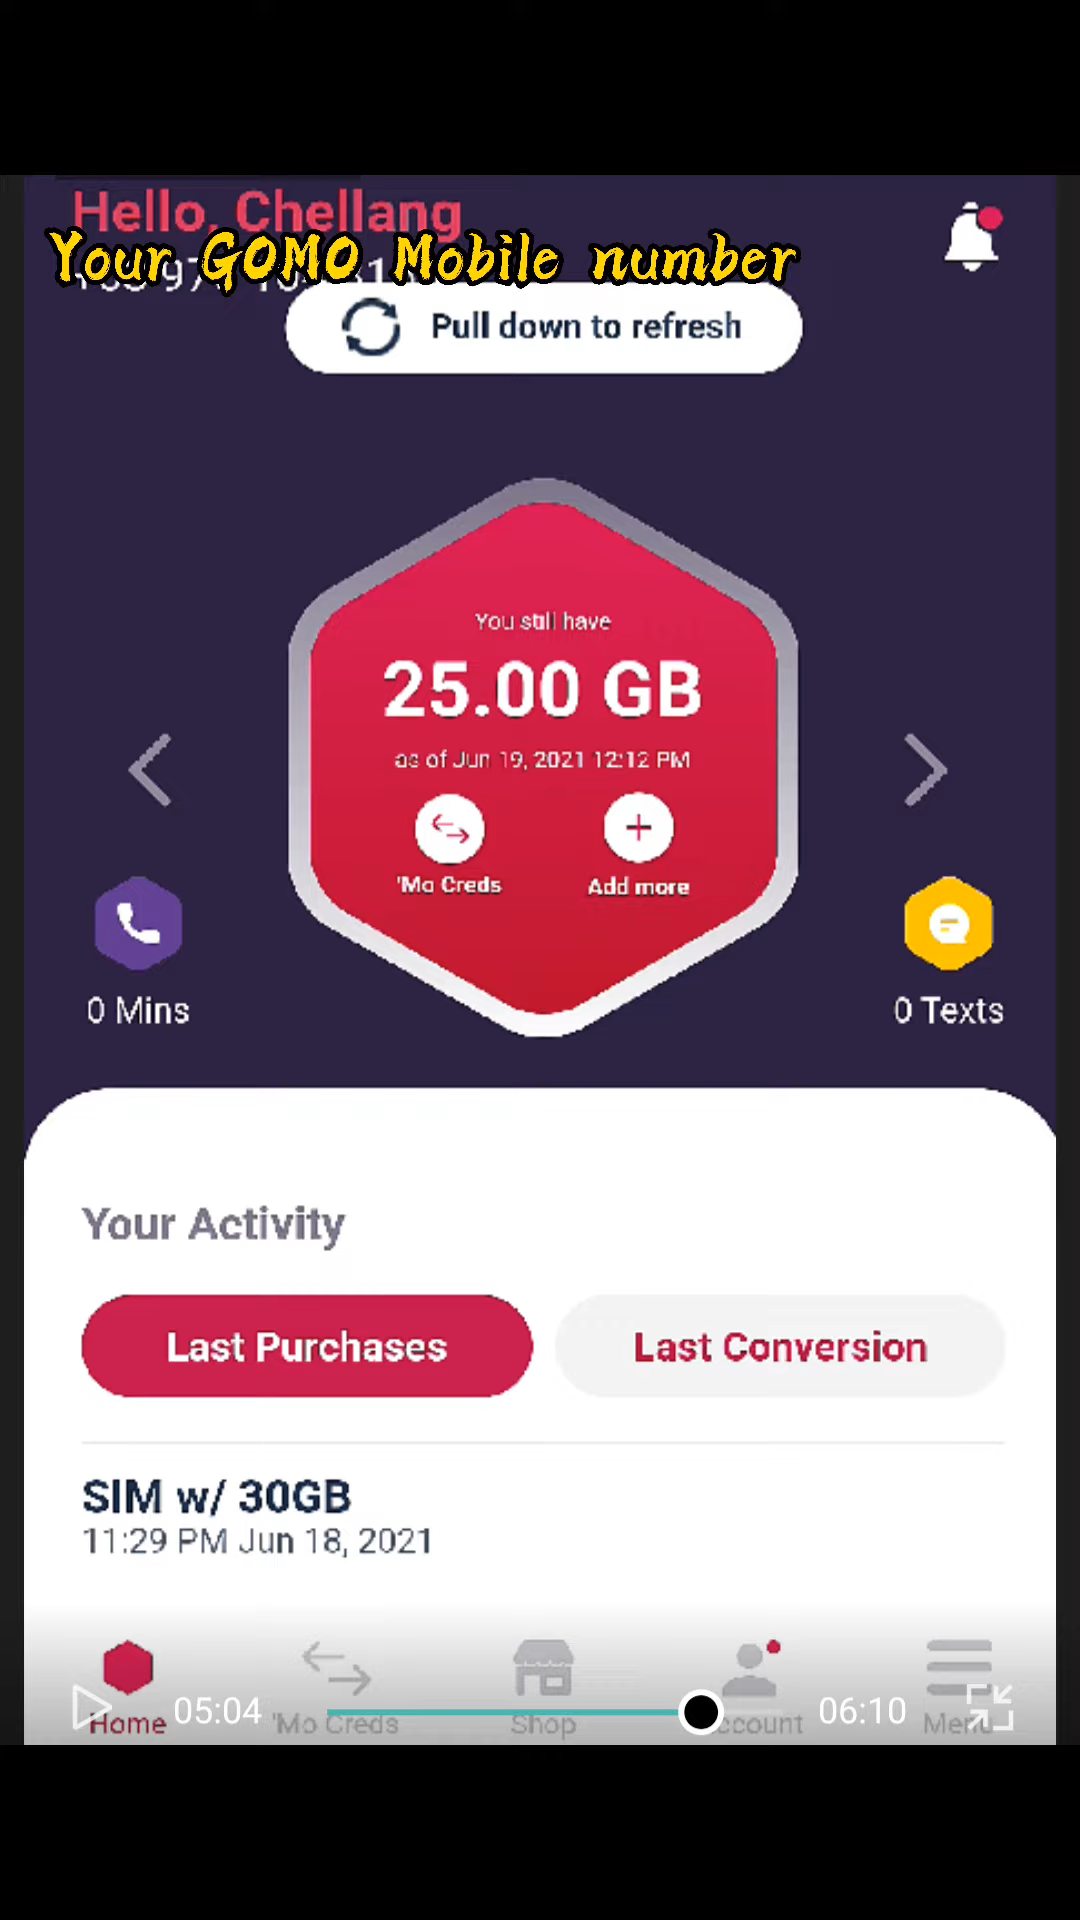 Hello, Chellang
Your GOMO Mobile number
Pull down to refresh
You still have
25.00 GB
as of Jun 19, 2021 12:12 PM
'Mo Creds
Add more
0 Mins
0 Texts
Your Activity
Last Purchases
Last Conversion
SIM w/ 30GB
11:29 PM Jun 18, 2021
05:04
06:10
Home
'Mo Creds
Shop
Account
Menu